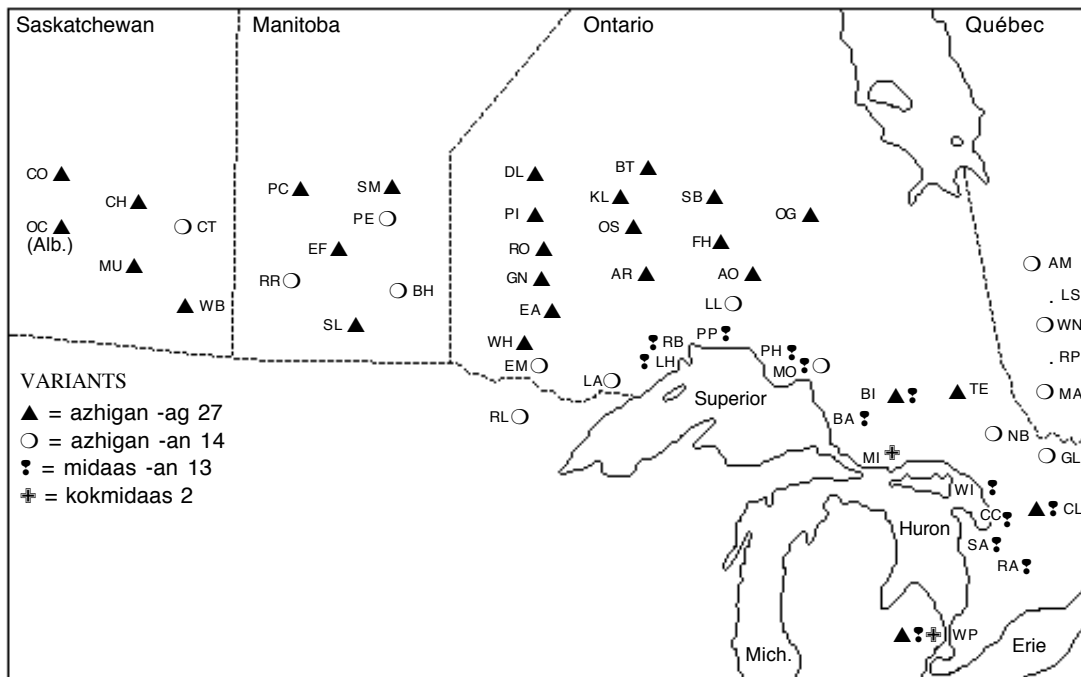 Saskatchewan Manitoba Ontario Québec
CO
CH
OC
(Alb.)
CT
MU
WB
PC
SM
PE
EF
RR
BH
SL
DL
BT
KL
SB
PI
OG
OS
RO
FH
GN
AR
AO
EA
LL
WH
RB
PP
EM
LH
PH
MO
LA
RL
AM
LS
WN
RP
MA
BI
TE
BA
NB
GL
MI
WI
CC
CL
SA
RA
WP
Superior
Huron
Mich.
Erie
VARIANTS
▲ = azhigan -ag 27
❍ = azhigan -an 14
❢ = midaas -an 13
✙ = kokmidaas 2